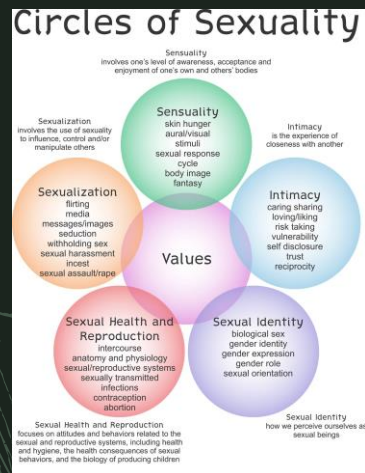 Circles of Sexuality
Sensuality
involves one's level of awareness, acceptance and
enjoyment of one's own and others' bodies
Sensuality
skin hunger
aural/visual
stimuli
sexual response
cycle
body image
fantasy
Sexualization
involves the use of sexuality
to influence, control and/or
manipulate others
Intimacy
is the experience of
closeness with another
Sexualization
flirting
media
messages/images
seduction
withholding sex
sexual harassment
incest
sexual assault/rape
Intimacy
caring sharing
loving/liking
risk taking
vulnerability
self disclosure
trust
reciprocity
Values
Sexual Health and
Reproduction
intercourse
anatomy and physiology
sexual/reproductive systems
sexually transmitted
infections
contraception
abortion
Sexual Identity
biological sex
gender identity
gender expression
gender role
sexual orientation
Sexual Health and Reproduction
focuses on attitudes and behaviors related to the
sexual and reproductive systems, including health
and hygiene, the health consequences of sexual
behaviors, and the biology of producing children
Sexual Identity
how we perceive ourselves as
sexual beings